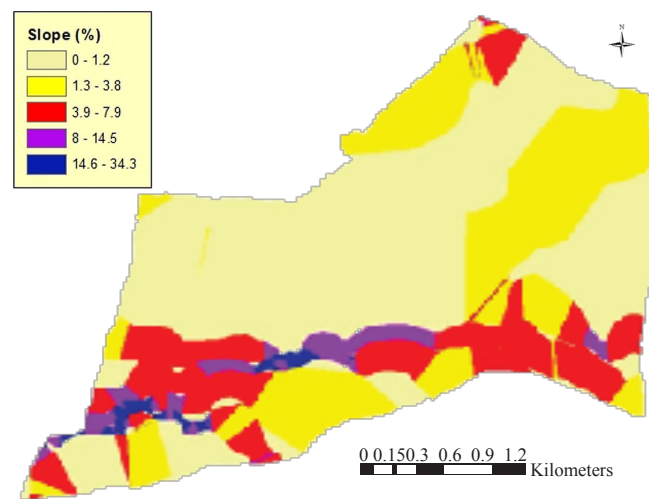 Slope (%)
0 - 1.2
1.3 - 3.8
3.9 - 7.9
8 - 14.5
14.6 - 34.3
N
0 0.150.3 0.6 0.9 1.2
Kilometers